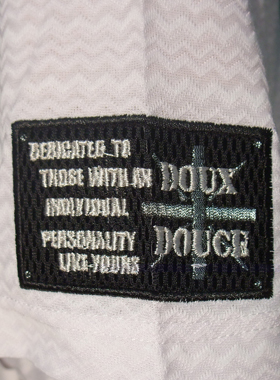 DEDICATED TO
THOSE WITH AN
INDIVIDUAL
PERSONALITY
LIKE YOURS
DOUX
DOUCE